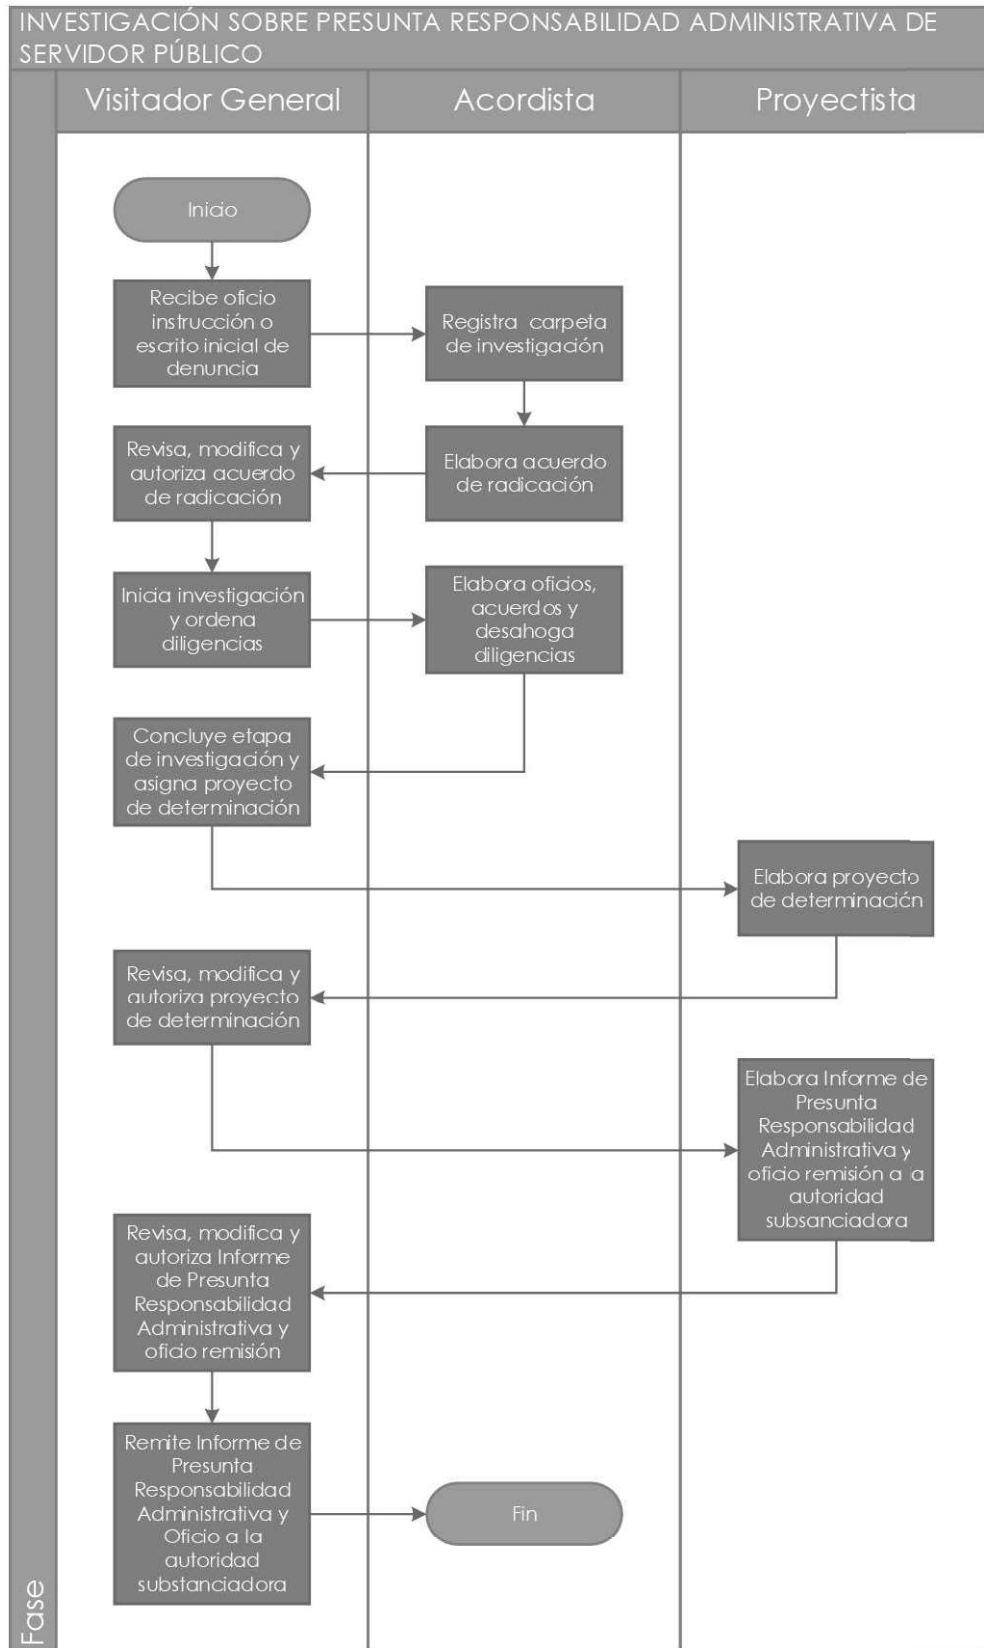 INVESTIGACIÓN SOBRE PRESUNTA RESPONSABILIDAD ADMINISTRATIVA DE
SERVIDOR PÚBLICO
Visitador General
Acordista
Proyectista
Inicio
Recibe oficio
instrucción o
escrito inicial de
denuncia
Registra carpeta
de investigación
Elabora acuerdo
de radicación
Revisa, modifica y
autoriza acuerdo
de radicación
Inicia investigación
y ordena
diligencias
Elabora oficios,
acuerdos y
desahoga
diligencias
Concluye etapa
de investigación y
asigna proyecto
de determinación
Elabora proyecto
de determinación
Revisa, modifica y
autoriza proyecto
de determinación
Elabora Informe de
Presunta
Responsabilidad
Administrativa y
oficio remisión a la
autoridad
subsanciadora
Revisa, modifica y
autoriza Informe
de Presunta
Responsabilidad
Administrativa y
oficio remisión
Remite Informe de
Presunta
Responsabilidad
Administrativa y
Oficio a la
autoridad
substanciadora
Fin
Fase